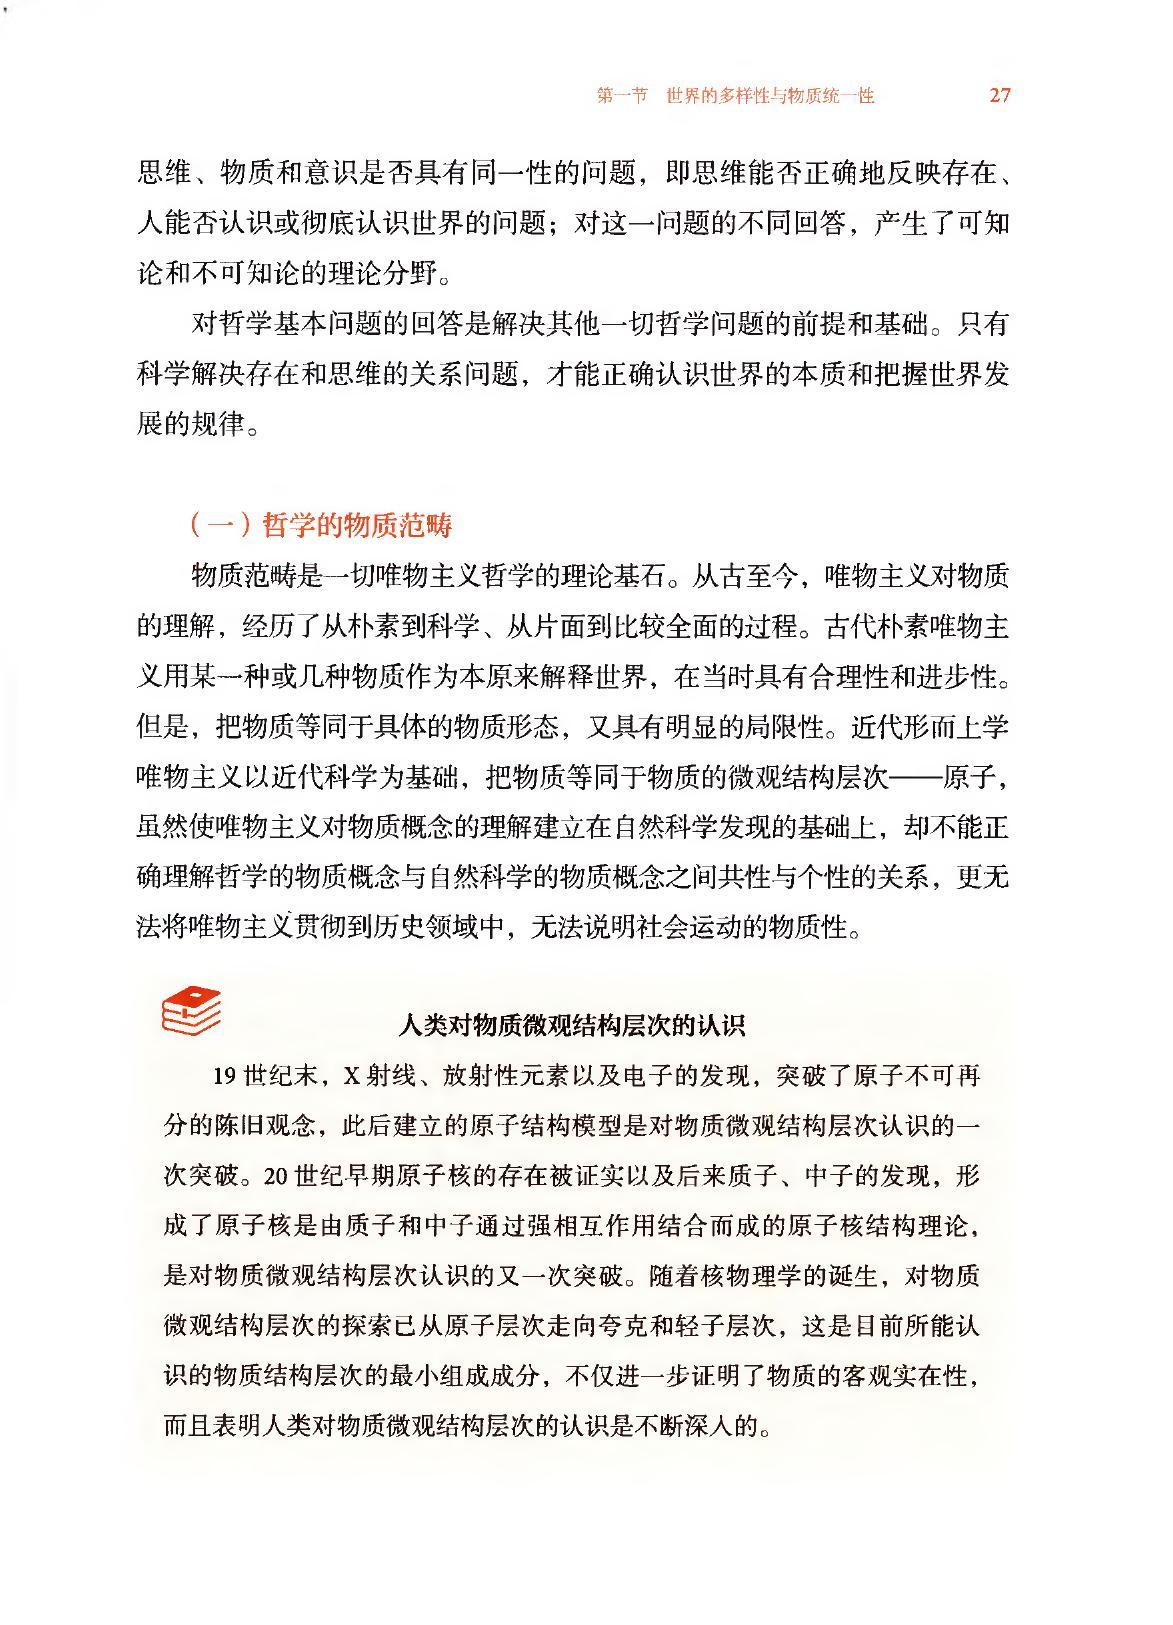 第一节　世界的多样性与物质统一性　27
思维、物质和意识是否具有同一性的问题，即思维能否正确地反映存在、
人能否认识或彻底认识世界的问题；对这一问题的不同回答，产生了可知
论和不可知论的理论分野。
对哲学基本问题的回答是解决其他一切哲学问题的前提和基础。只有
科学解决存在和思维的关系问题，才能正确认识世界的本质和把握世界发
展的规律。
（一）哲学的物质范畴
物质范畴是一切唯物主义哲学的理论基石。从古至今，唯物主义对物质
的理解，经历了从朴素到科学、从片面到比较全面的过程。古代朴素唯物主
义用某一种或几种物质作为本原来解释世界，在当时具有合理性和进步性。
但是，把物质等同于具体的物质形态，又具有明显的局限性。近代形而上学
唯物主义以近代科学为基础，把物质等同于物质的微观结构层次——原子，
虽然使唯物主义对物质概念的理解建立在自然科学发现的基础上，却不能正
确理解哲学的物质概念与自然科学的物质概念之间共性与个性的关系，更无
法将唯物主义贯彻到历史领域中，无法说明社会运动的物质性。
人类对物质微观结构层次的认识
19 世纪末，X 射线、放射性元素以及电子的发现，突破了原子不可再
分的陈旧观念，此后建立的原子结构模型是对物质微观结构层次认识的一
次突破。20 世纪早期原子核的存在被证实以及后来质子、中子的发现，形
成了原子核是由质子和中子通过强相互作用结合而成的原子核结构理论，
是对物质微观结构层次认识的又一次突破。随着核物理学的诞生，对物质
微观结构层次的探索已从原子层次走向夸克和轻子层次，这是目前所能认
识的物质结构层次的最小组成成分，不仅进一步证明了物质的客观实在性，
而且表明人类对物质微观结构层次的认识是不断深入的。